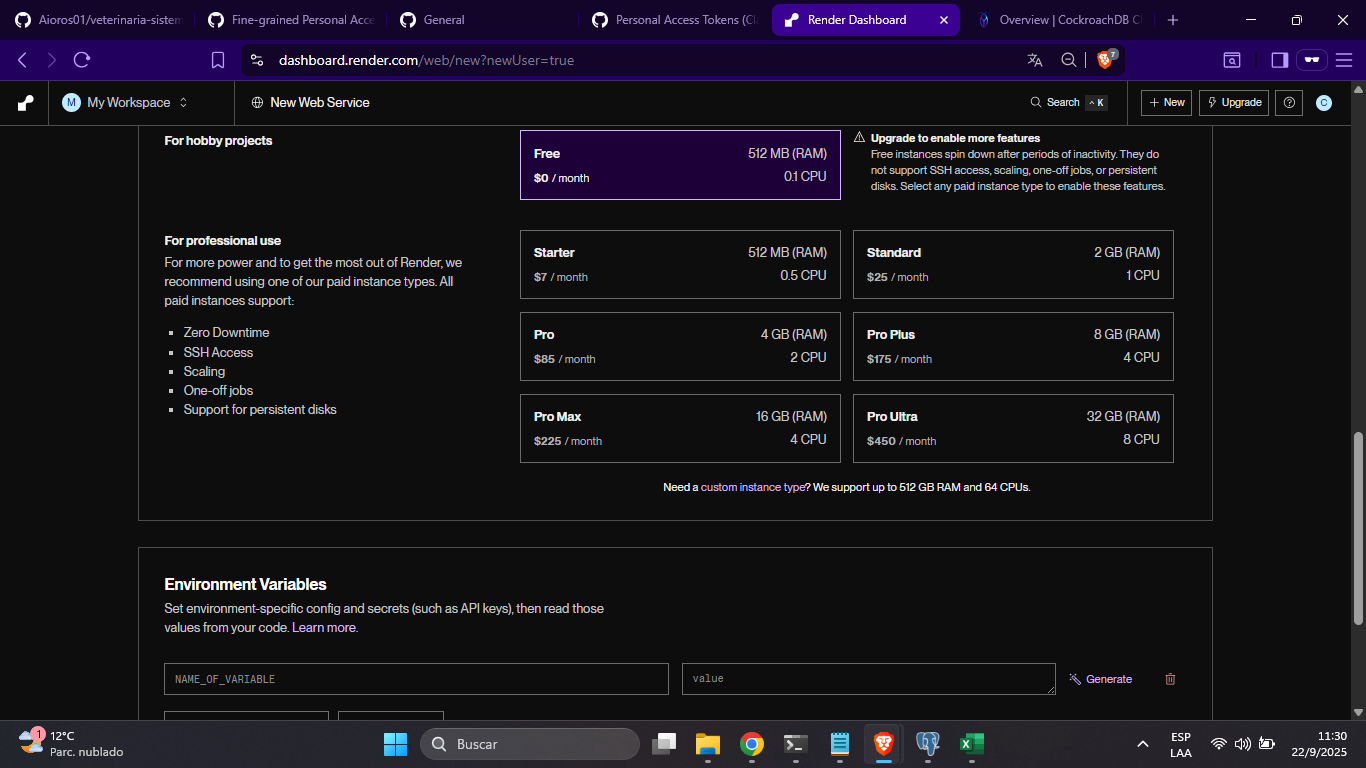 Aioros01/veterinaria-sistem
Fine-grained Personal Acce
General
Personal Access Tokens (Cl
Render Dashboard
Overview | CockroachDB Cl
dashboard.render.com/web/new?newUser=true
7
M My Workspace
New Web Service
Search K
+ New
Upgrade
C
For hobby projects
Free 512 MB (RAM)
$0 / month 0.1 CPU
Upgrade to enable more features
Free instances spin down after periods of inactivity. They do
not support SSH access, scaling, one-off jobs, or persistent
disks. Select any paid instance type to enable these features.
For professional use
For more power and to get the most out of Render, we
recommend using one of our paid instance types. All
paid instances support:
Zero Downtime
SSH Access
Scaling
One-off jobs
Support for persistent disks
Starter 512 MB (RAM)
$7 / month 0.5 CPU
Standard 2 GB (RAM)
$25 / month 1 CPU
Pro 4 GB (RAM)
$85 / month 2 CPU
Pro Plus 8 GB (RAM)
$175 / month 4 CPU
Pro Max 16 GB (RAM)
$225 / month 4 CPU
Pro Ultra 32 GB (RAM)
$450 / month 8 CPU
Need a custom instance type? We support up to 512 GB RAM and 64 CPUs.
Environment Variables
Set environment-specific config and secrets (such as API keys), then read those
values from your code. Learn more.
NAME_OF_VARIABLE
value
Generate
1
12°C
Parc. nublado
Buscar
ESP
LAA
11:30
22/9/2025